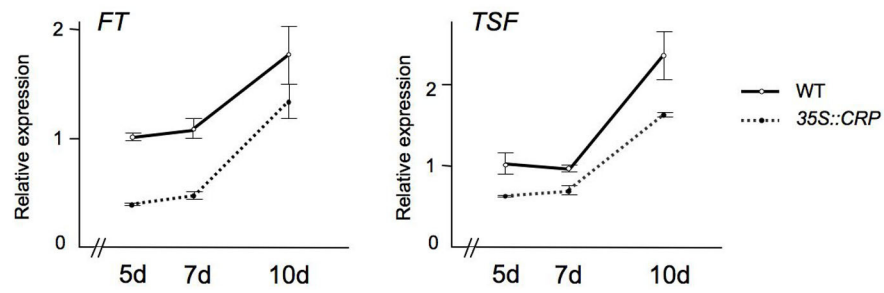 FT
Relative expression
2
1
0
5d 7d 10d
TSF
Relative expression
2
1
0
5d 7d 10d
WT
35S::CRP